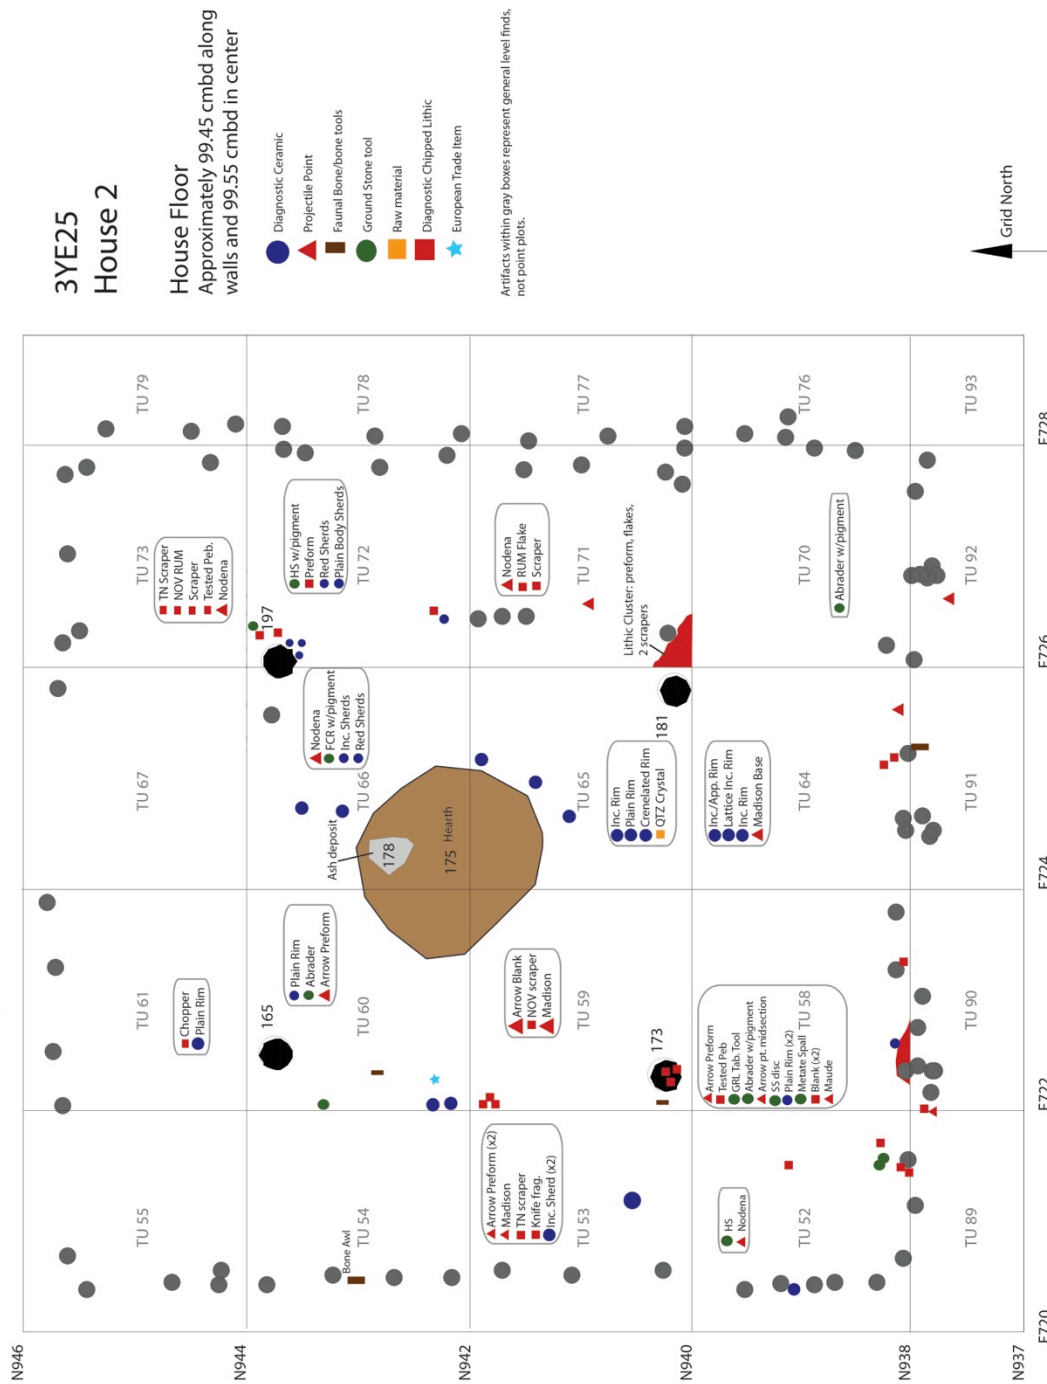 3YE25
House 2
House Floor
Approximately 99.45 cmbd along
walls and 99.55 cmbd in center
Diagnostic Ceramic
Projectile Point
Faunal Bone/bone tools
Ground Stone tool
Raw material
Diagnostic Chipped Lithic
European Trade Item
Artifacts within gray boxes represent general level finds,
not point plots.
Grid North
TU 79
TU 78
TU 77
TU 76
TU 93
E728
TU 73
TN Scraper
NOV RUM
Scraper
Tested Peb.
Nodena
197
HS w/pigment
Preform
Red Sherds
Plain Body Sherds
TU 72
Nodena
RUM Flake
Scraper
TU 71
Lithic Cluster: preform, flakes,
2 scrapers
TU 70
Abrader w/pigment
TU 92
E726
TU 67
Nodena
FCR w/pigment
Inc. Sherds
Red Sherds
TU 66
Ash deposit
178
175
Hearth
TU 65
181
Inc. Rim
Plain Rim
Crenelated Rim
QTZ Crystal
Inc./App. Rim
Lattice Inc. Rim
Inc. Rim
Madison Base
TU 64
TU 91
E724
TU 61
Chopper
Plain Rim
165
Plain Rim
Abrader
Arrow Preform
TU 60
Arrow Blank
NOV scraper
Madison
TU 59
173
Arrow Preform
Tested Peb
GRL Tab. Tool
Abrader w/pigment
Arrow pt. midsection
SS disc
Plain Rim (x2)
Metate Spall
Blank (x2)
Maude
TU 58
TU 90
E722
TU 55
Bone Awl
TU 54
Arrow Preform (x2)
Madison
TN scraper
Knife frag.
Inc. Sherd (x2)
TU 53
HS
Nodena
TU 52
TU 89
E720
N946
N944
N942
N940
N938
N937